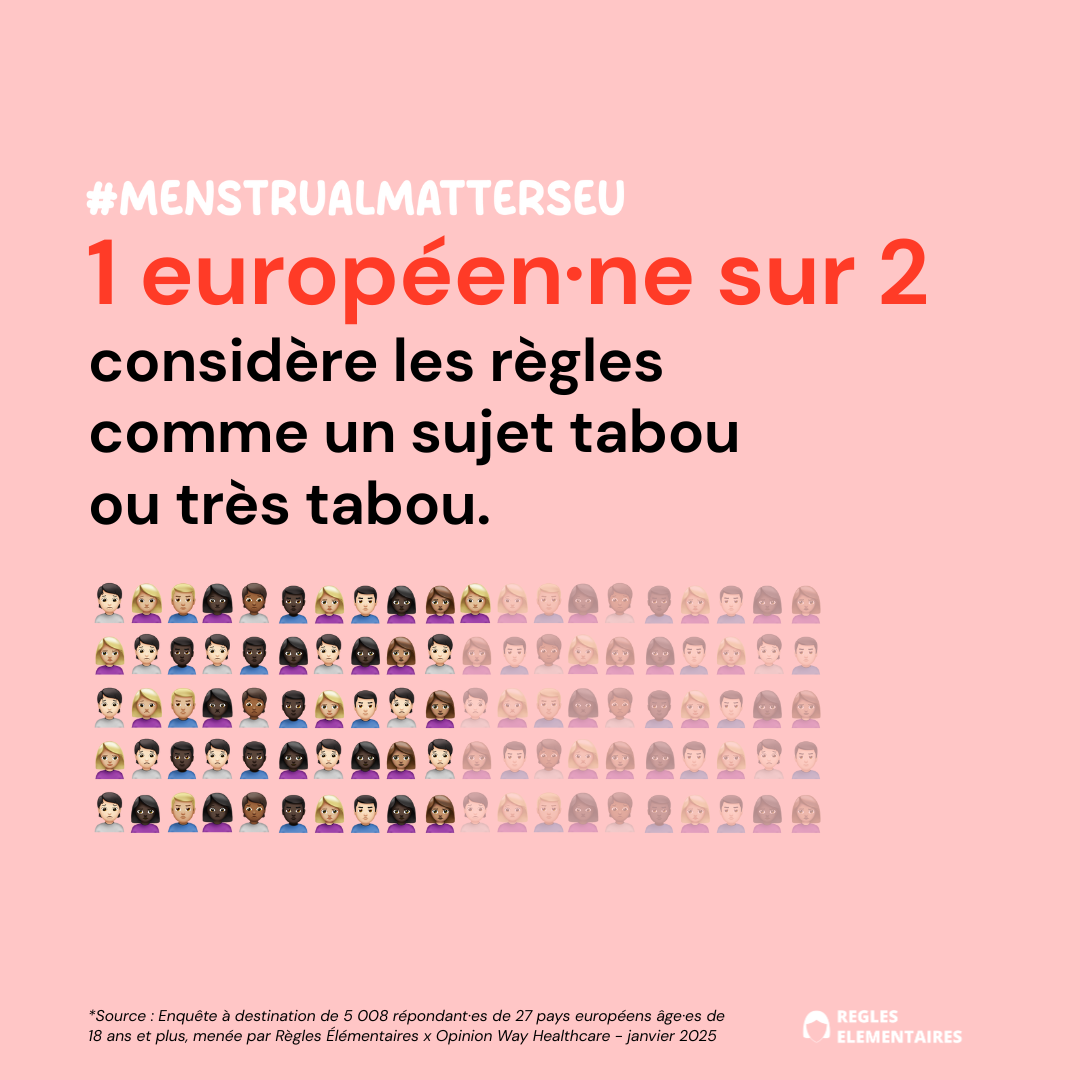 #MENSTRUALMATTERSEU
1 européen·ne sur 2
considère les règles
comme un sujet tabou
ou très tabou.
*Source : Enquête à destination de 5 008 répondant·es de 27 pays européens âge·es de
18 ans et plus, menée par Règles Élémentaires x Opinion Way Healthcare - janvier 2025
REGLES
ELEMENTAIRES